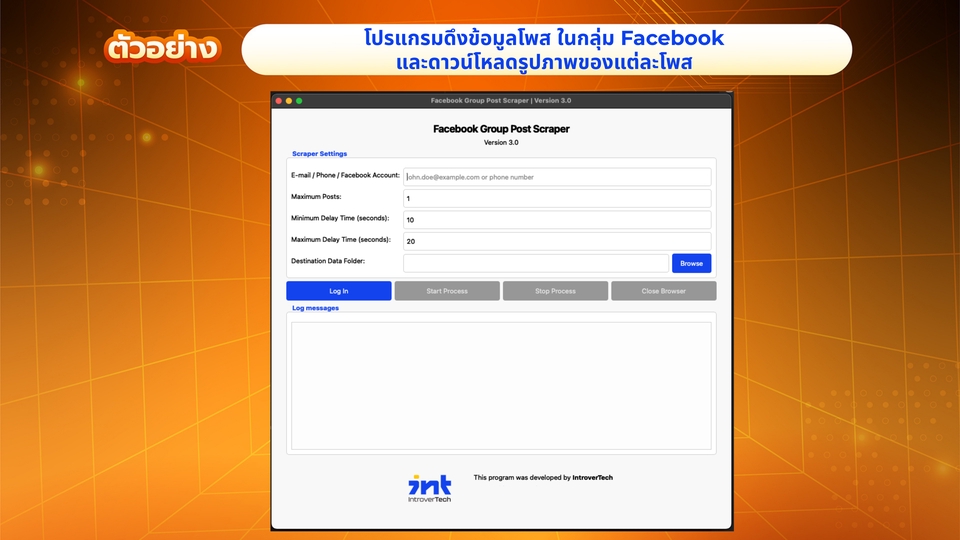 ตัวอย่าง
โปรแกรมดึงข้อมูลโพส ในกลุ่ม Facebook
และดาวน์โหลดรูปภาพของแต่ละโพส
Facebook Group Post Scraper | Version 3.0
Facebook Group Post Scraper
Version 3.0
Scraper Settings
E-mail / Phone / Facebook Account: john.doe@example.com or phone number
Maximum Posts: 1
Minimum Delay Time (seconds): 10
Maximum Delay Time (seconds): 20
Destination Data Folder: Browse
Log In Start Process Stop Process Close Browser
Log messages
int
IntroverTech
This program was developed by IntroverTech